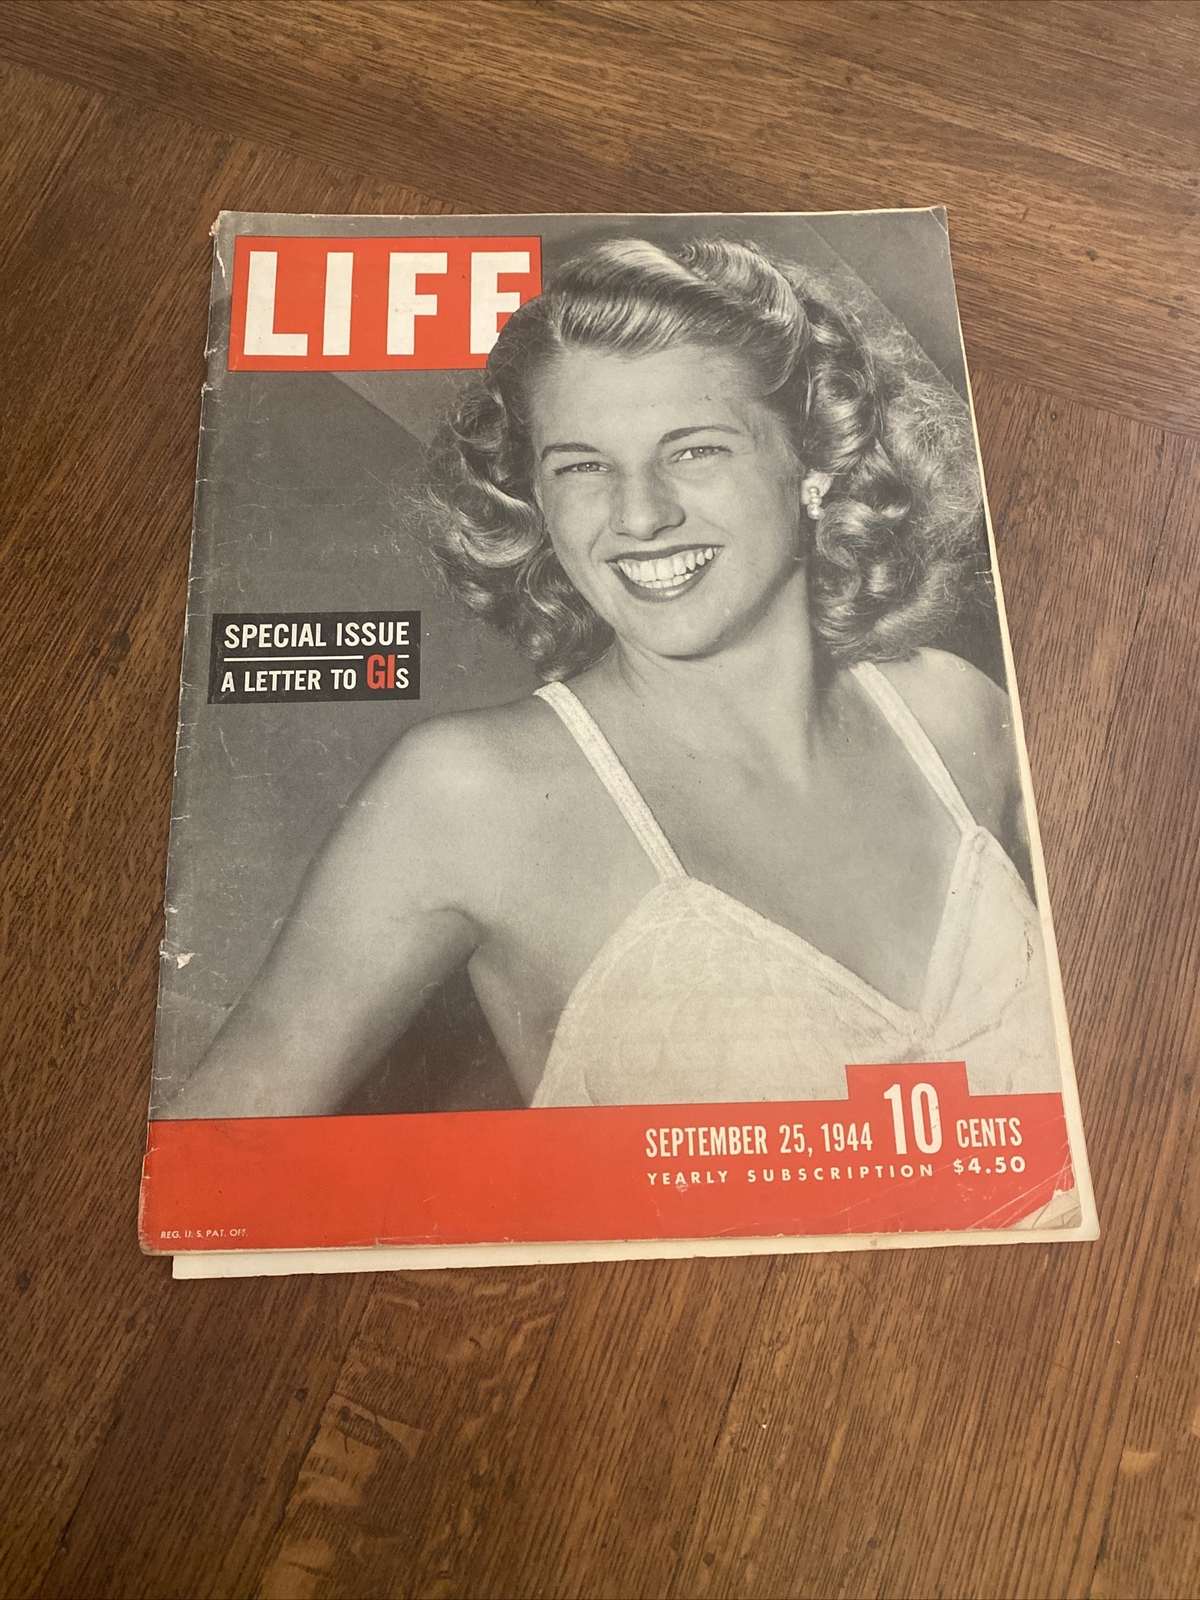 LIFE
SPECIAL ISSUE
A LETTER TO GIs
SEPTEMBER 25, 1944 10 CENTS
YEARLY SUBSCRIPTION $4.50
REG. U. S. PAT. OFF.